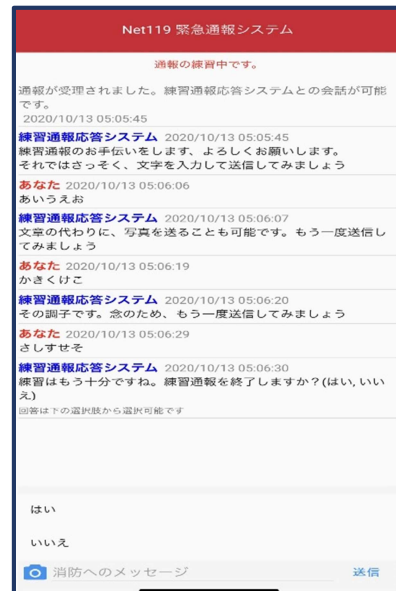 Net119 緊急通報システム
通報の練習中です。
通報が受理されました。練習通報応答システムとの会話が可能
です。
2020/10/13 05:05:45
練習通報応答システム 2020/10/13 05:05:45
練習通報のお手伝いをします、よろしくお願いします。
それではさっそく、文字を入力して送信してみましょう
あなた 2020/10/13 05:06:06
あいうえお
練習通報応答システム 2020/10/13 05:06:07
文章の代わりに、写真を送ることも可能です。もう一度送信し
てみましょう
あなた 2020/10/13 05:06:19
かきくけこ
練習通報応答システム 2020/10/13 05:06:20
その調子です。念のため、もう一度送信してみましょう
あなた 2020/10/13 05:06:29
さしすせそ
練習通報応答システム 2020/10/13 05:06:30
練習はもう十分ですね。練習通報を終了しますか?(はい, いい
え)
回答は下の選択肢から選択可能です
はい
いいえ
消防へのメッセージ 送信